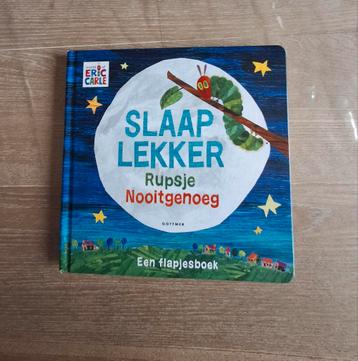 ERIC
CARLE
SLAAP
LEKKER
Rupsje
Nooitgenoeg
GOTTMER
Een flapjesboek